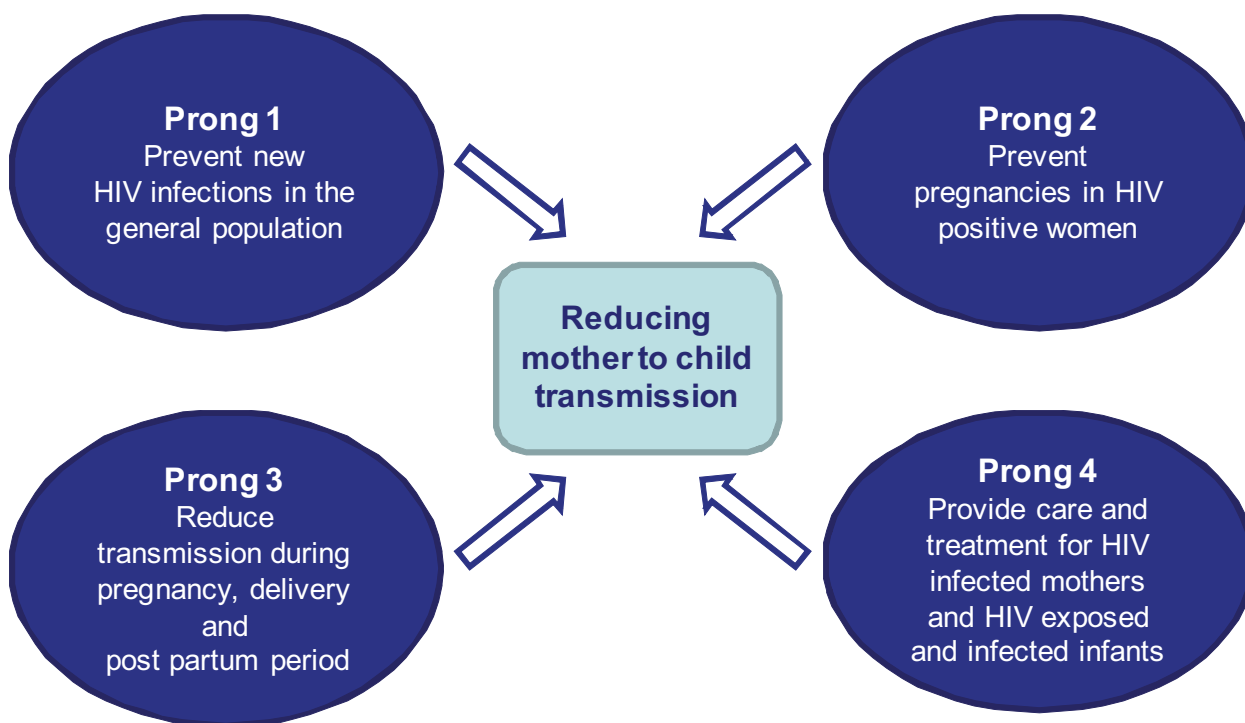 Prong 1
Prevent new
HIV infections in the
general population
Prong 2
Prevent
pregnancies in HIV
positive women
Reducing
mother to child
transmission
Prong 3
Reduce
transmission during
pregnancy, delivery
and
post partum period
Prong 4
Provide care and
treatment for HIV
infected mothers
and HIV exposed
and infected infants